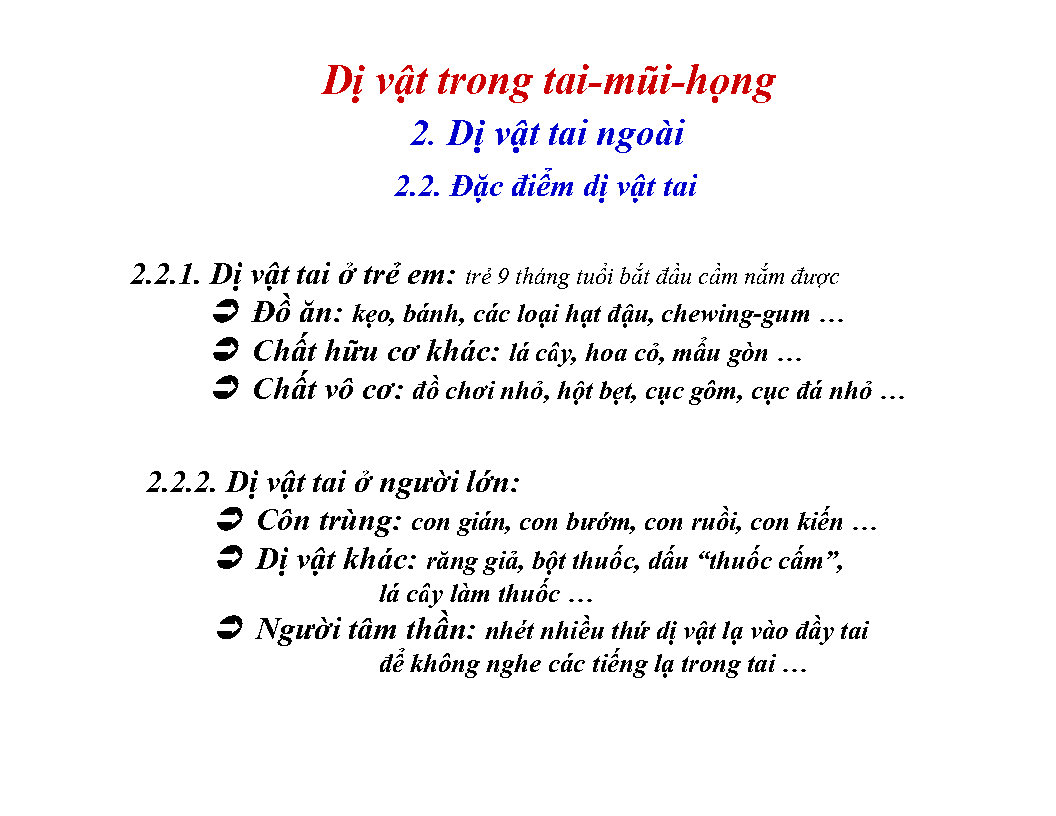 Dị vật trong tai-mũi-họng
2. Dị vật tai ngoài
2.2. Đặc điểm dị vật tai
2.2.1. Dị vật tai ở trẻ em: trẻ 9 tháng tuổi bắt đầu cầm nắm được
➲ Đồ ăn: kẹo, bánh, các loại hạt đậu, chewing-gum …
➲ Chất hữu cơ khác: lá cây, hoa cỏ, mẩu gòn …
➲ Chất vô cơ: đồ chơi nhỏ, hột bẹt, cục gôm, cục đá nhỏ …
2.2.2. Dị vật tai ở người lớn:
➲ Côn trùng: con gián, con bướm, con ruồi, con kiến …
➲ Dị vật khác: răng giả, bột thuốc, dấu “thuốc cấm”,
lá cây làm thuốc …
➲ Người tâm thần: nhét nhiều thứ dị vật lạ vào đầy tai
để không nghe các tiếng lạ trong tai …